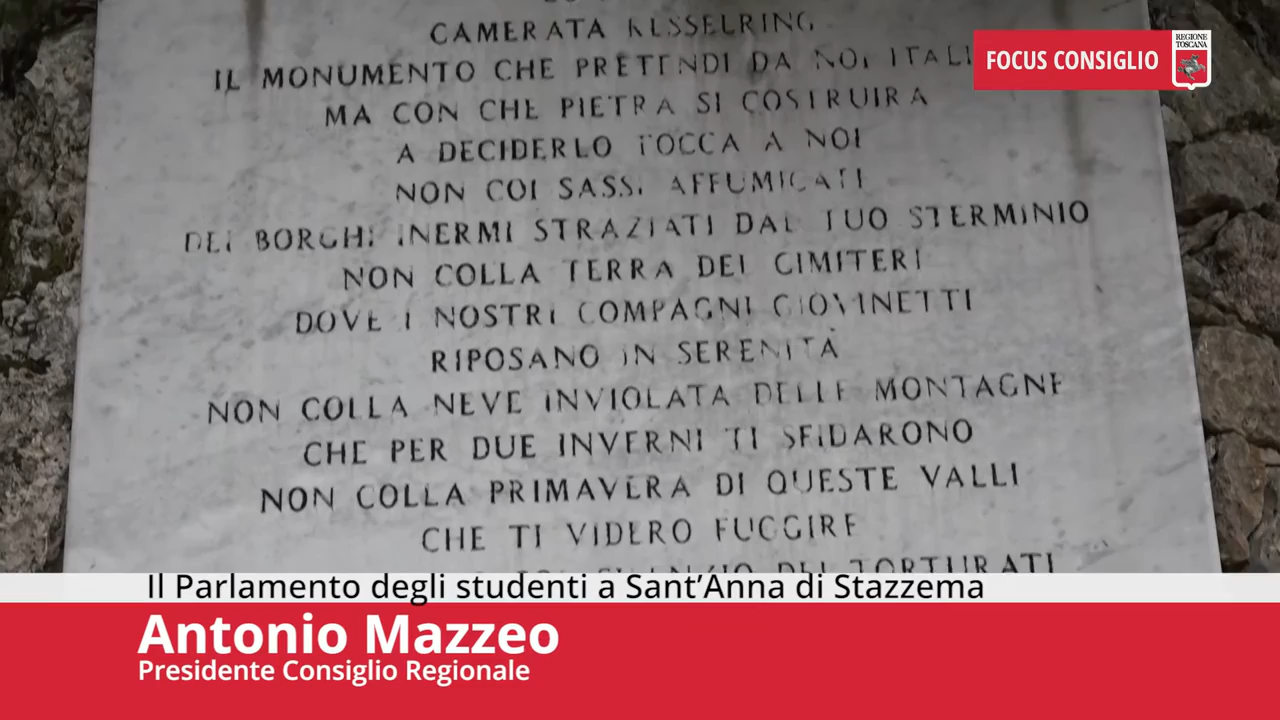 CAMERATA KESSELRING
IL MONUMENTO CHE PRETENDI DA NOI ITALI
MA CON CHE PIETRA SI COSTRUIRA
A DECIDERLO TOCCA A NOI
NON COI SASSI AFFUMICATI
DEI BORGHI INERMI STRAZIATI DAL TUO STERMINIO
NON COLLA TERRA DEI CIMITERI
DOVE I NOSTRI COMPAGNI GIOVINETTI
RIPOSANO IN SERENITÀ
NON COLLA NEVE INVIOLATA DELLE MONTAGNE
CHE PER DUE INVERNI TI SFIDARONO
NON COLLA PRIMAVERA DI QUESTE VALLI
CHE TI VIDERO FUGGIRE
DEI TORTURATI
FOCUS CONSIGLIO
REGIONE
TOSCANA
Il Parlamento degli studenti a Sant'Anna di Stazzema
Antonio Mazzeo
Presidente Consiglio Regionale